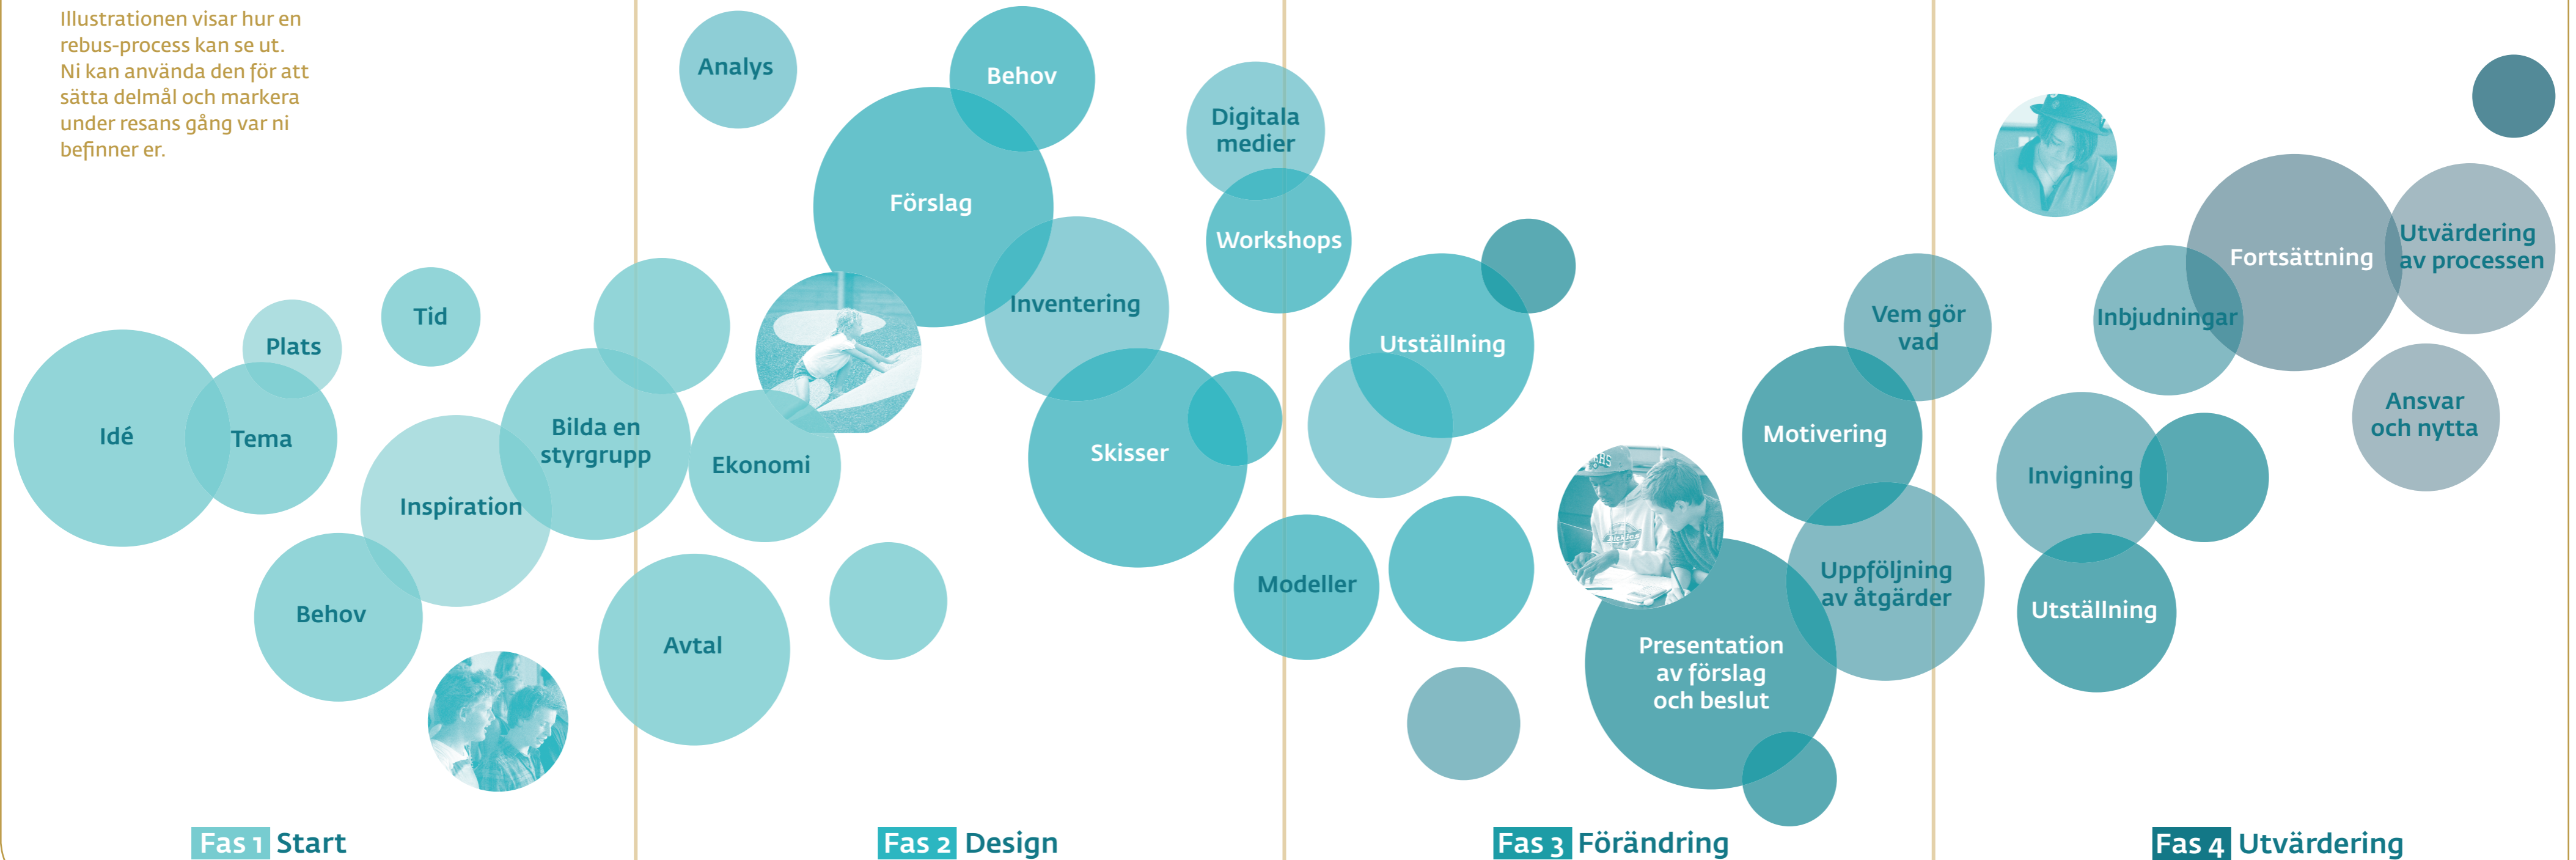 Illustrationen visar hur en
rebus-process kan se ut.
Ni kan använda den för att
sätta delmål och markera
under resans gång var ni
befinner er.
Idé
Tema
Plats
Tid
Behov
Inspiration
Bilda en
styrgrupp
Avtal
Ekonomi
Analys
Behov
Förslag
Inventering
Skisser
Digitala
medier
Workshops
Modeller
Utställning
Presentation
av förslag
och beslut
Motivering
Vem gör
vad
Uppföljning
av åtgärder
Invigning
Utställning
Inbjudningar
Fortsättning
Utvärdering
av processen
Ansvar
och nytta
Fas 1 Start
Fas 2 Design
Fas 3 Förändring
Fas 4 Utvärdering